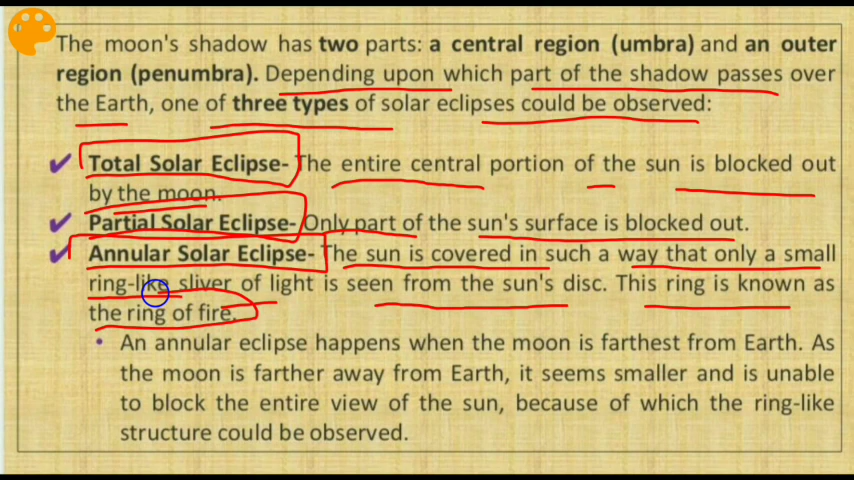 The moon's shadow has two parts: a central region (umbra) and an outer
region (penumbra). Depending upon which part of the shadow passes over
the Earth, one of three types of solar eclipses could be observed:
✔ Total Solar Eclipse- The entire central portion of the sun is blocked out
by the moon.
✔ Partial Solar Eclipse- Only part of the sun's surface is blocked out.
✔ Annular Solar Eclipse- The sun is covered in such a way that only a small
ring-like sliver of light is seen from the sun's disc. This ring is known as
the ring of fire.
• An annular eclipse happens when the moon is farthest from Earth. As
the moon is farther away from Earth, it seems smaller and is unable
to block the entire view of the sun, because of which the ring-like
structure could be observed.